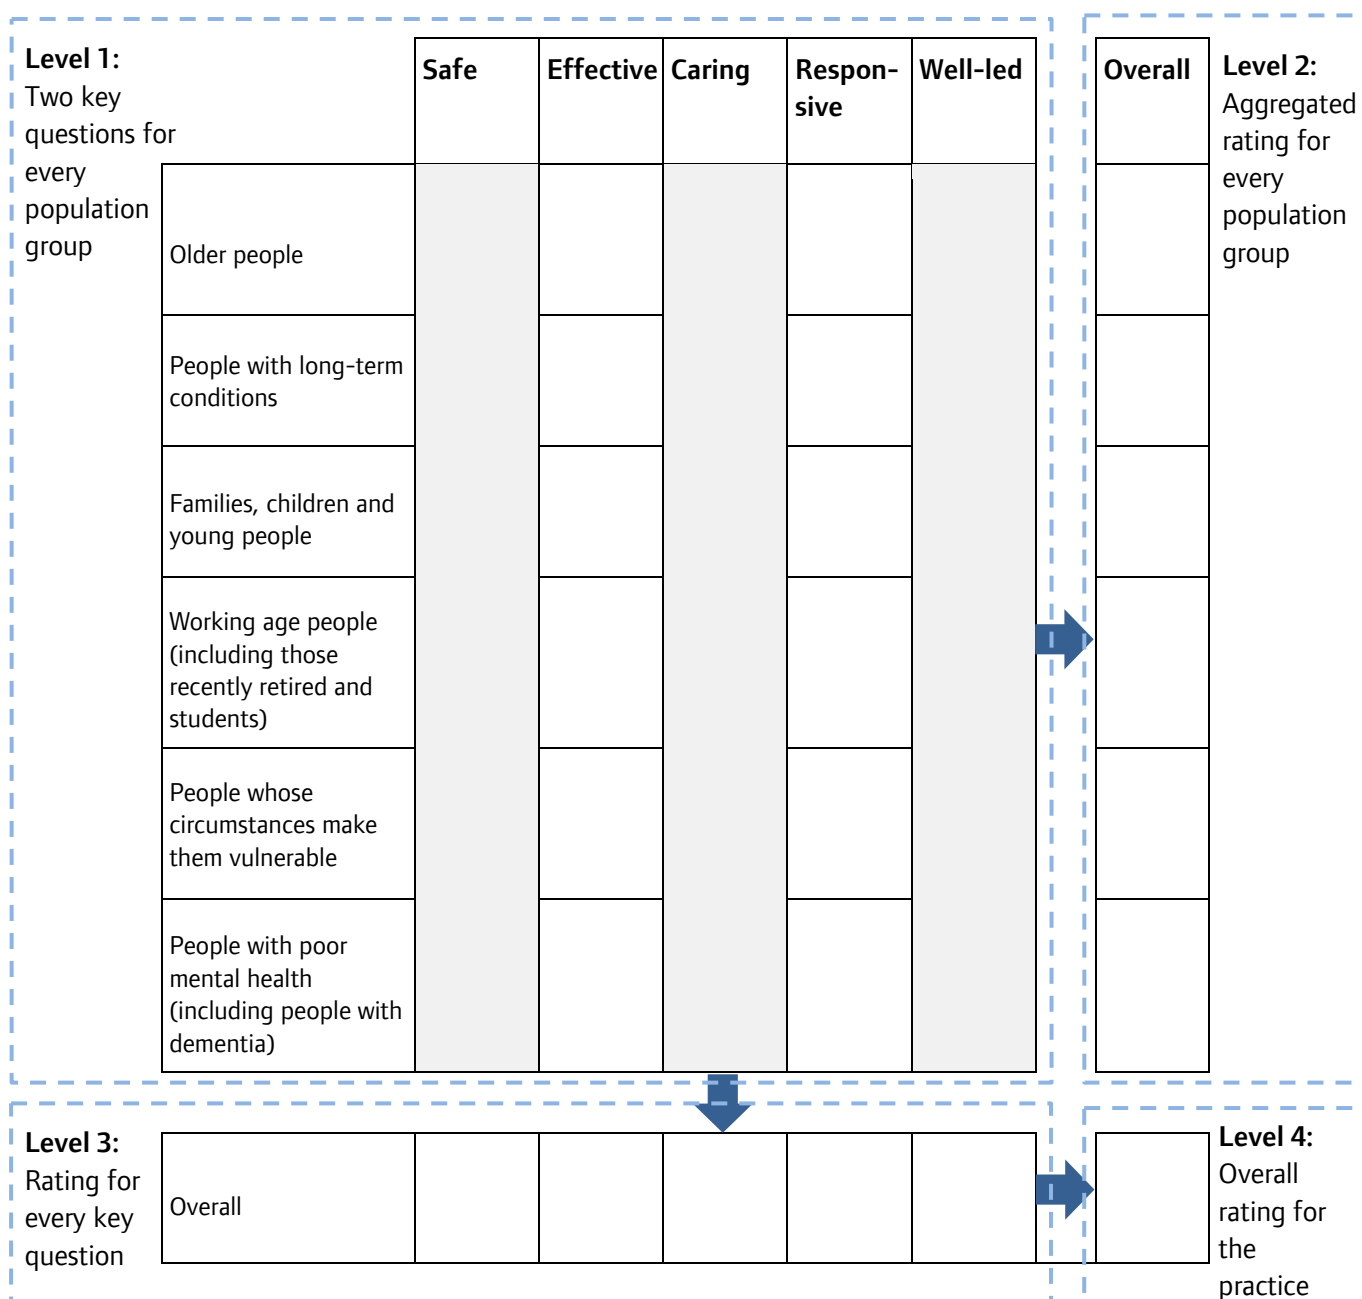 Level 1:
Two key
questions for
every
population
group
Safe
Effective
Caring
Respon-
sive
Well-led
Overall
Level 2:
Aggregated
rating for
every
population
group
Older people
People with long-term
conditions
Families, children and
young people
Working age people
(including those
recently retired and
students)
People whose
circumstances make
them vulnerable
People with poor
mental health
(including people with
dementia)
Level 3:
Rating for
every key
question
Overall
Level 4:
Overall
rating for
the
practice